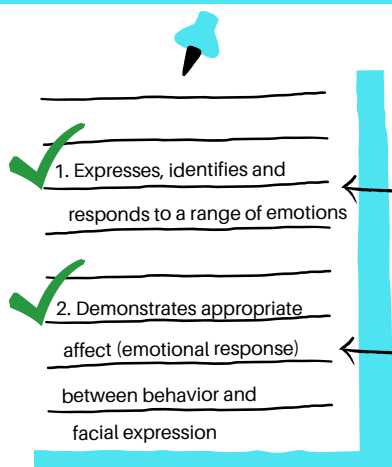 1. Expresses, identifies and
responds to a range of emotions
2. Demonstrates appropriate
affect (emotional response)
between behavior and
facial expression